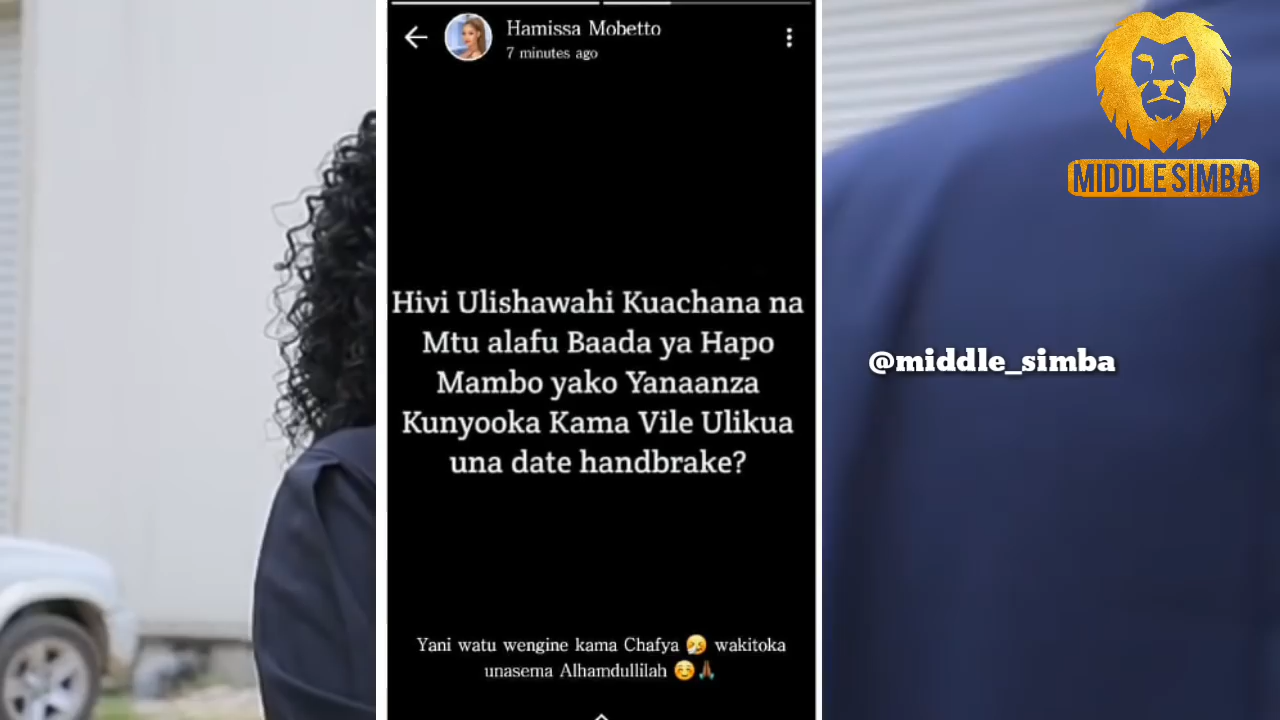 Hamissa Mobetto
7 minutes ago
MIDDLE SIMBA
Hivi Ulishawahi Kuachana na
Mtu alafu Baada ya Hapo
Mambo yako Yanaanza
Kunyooka Kama Vile Ulikua
una date handbrake?
@middle_simba
Yani watu wengine kama Chafya 🤧 wakitoka
unasema Alhamdullilah ☺️🙏🏾